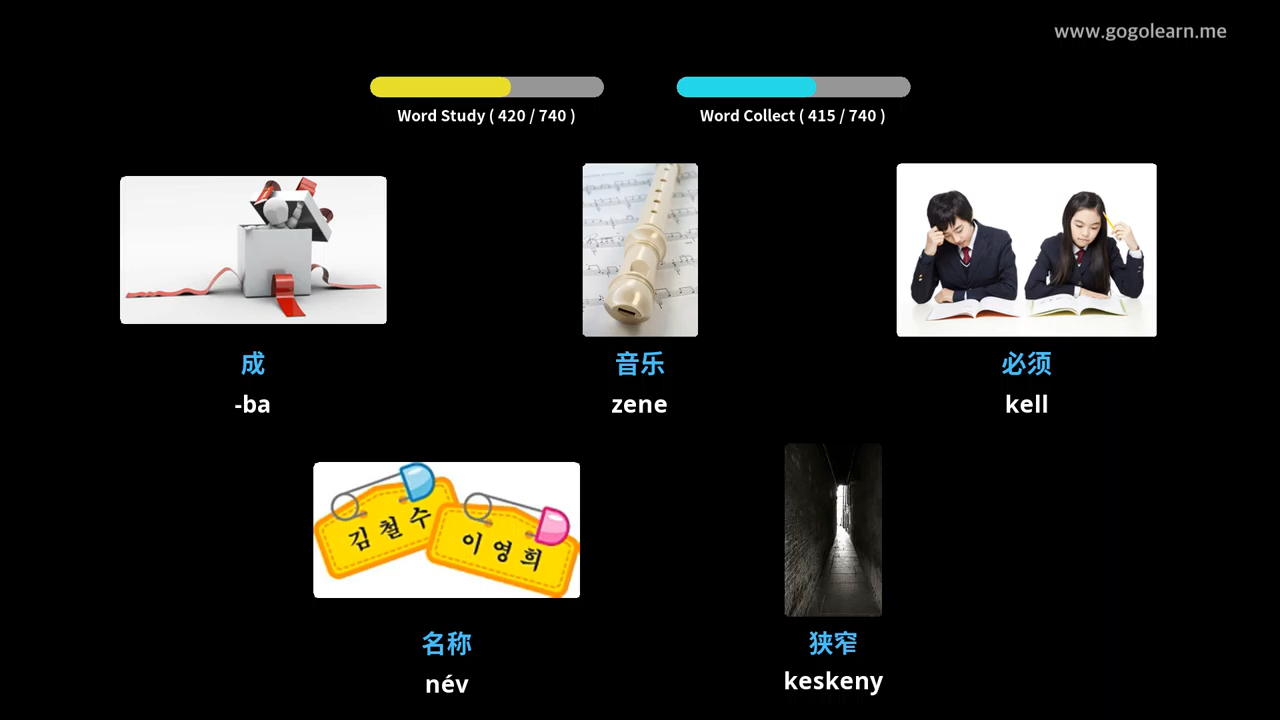 www.gogolearn.me
Word Study ( 420 / 740 )
Word Collect ( 415 / 740 )
成
-ba
音乐
zene
必须
kell
김철수
이영희
名称
név
狭窄
keskeny